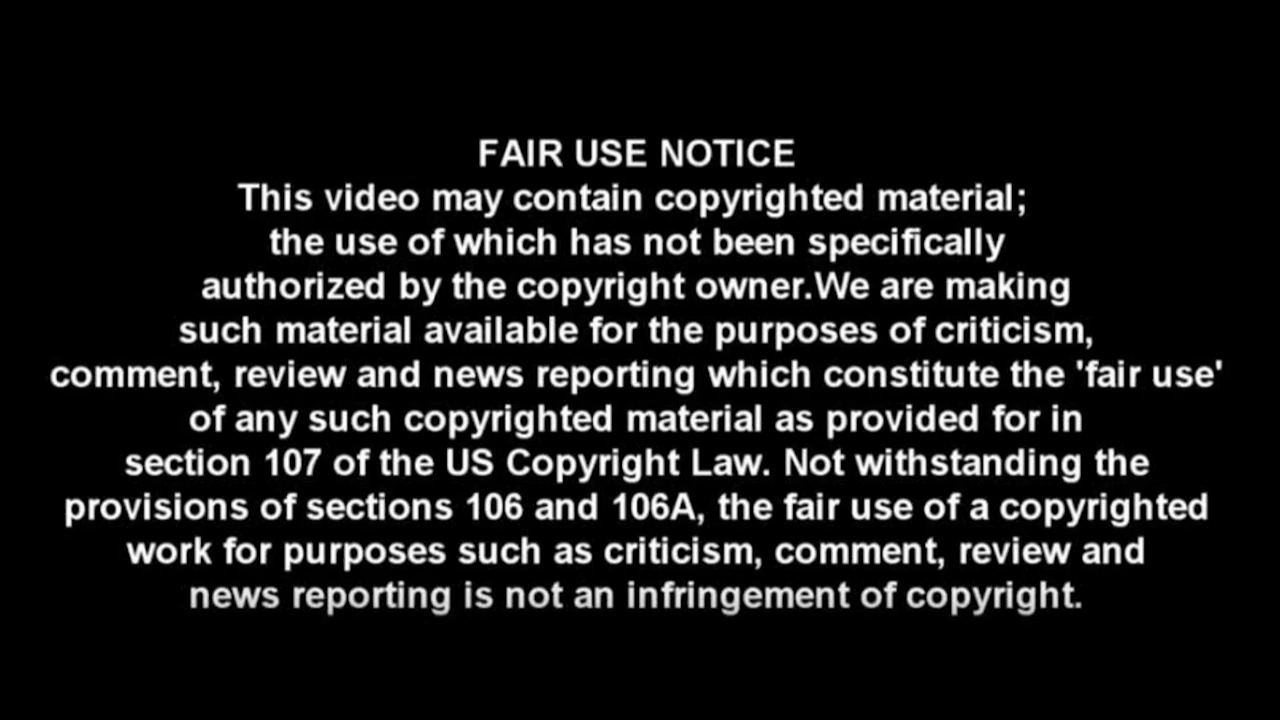 FAIR USE NOTICE
This video may contain copyrighted material;
the use of which has not been specifically
authorized by the copyright owner.We are making
such material available for the purposes of criticism,
comment, review and news reporting which constitute the 'fair use'
of any such copyrighted material as provided for in
section 107 of the US Copyright Law. Not withstanding the
provisions of sections 106 and 106A, the fair use of a copyrighted
work for purposes such as criticism, comment, review and
news reporting is not an infringement of copyright.